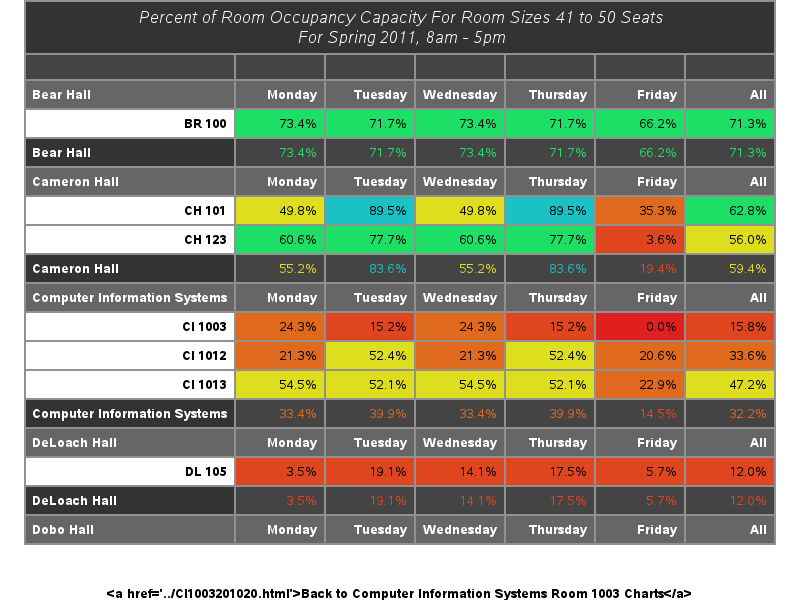 Percent of Room Occupancy Capacity For Room Sizes 41 to 50 Seats
For Spring 2011, 8am - 5pm
Bear Hall Monday Tuesday Wednesday Thursday Friday All
BR 100 73.4% 71.7% 73.4% 71.7% 66.2% 71.3%
Bear Hall 73.4% 71.7% 73.4% 71.7% 66.2% 71.3%
Cameron Hall Monday Tuesday Wednesday Thursday Friday All
CH 101 49.8% 89.5% 49.8% 89.5% 35.3% 62.8%
CH 123 60.6% 77.7% 60.6% 77.7% 3.6% 56.0%
Cameron Hall 55.2% 83.6% 55.2% 83.6% 19.4% 59.4%
Computer Information Systems Monday Tuesday Wednesday Thursday Friday All
CI 1003 24.3% 15.2% 24.3% 15.2% 0.0% 15.8%
CI 1012 21.3% 52.4% 21.3% 52.4% 20.6% 33.6%
CI 1013 54.5% 52.1% 54.5% 52.1% 22.9% 47.2%
Computer Information Systems 33.4% 39.9% 33.4% 39.9% 14.5% 32.2%
DeLoach Hall Monday Tuesday Wednesday Thursday Friday All
DL 105 3.5% 19.1% 14.1% 17.5% 5.7% 12.0%
DeLoach Hall 3.5% 19.1% 14.1% 17.5% 5.7% 12.0%
Dobo Hall Monday Tuesday Wednesday Thursday Friday All
&lt;a href='../CI1003201020.html'&gt;Back to Computer Information Systems Room 1003 Charts&lt;/a&gt;